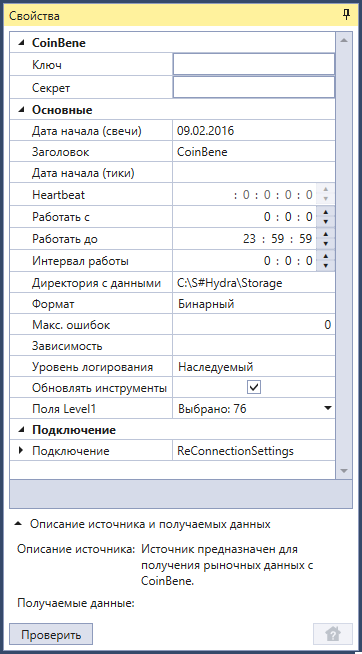 Свойства
CoinBene
Ключ
Секрет
Основные
Дата начала (свечи) 09.02.2016
Заголовок CoinBene
Дата начала (тики)
Heartbeat : 0 : 0 : 0 : 0
Работать с 0 : 0 : 0
Работать до 23 : 59 : 59
Интервал работы 0 : 0 : 0
Директория с данными C:\S#Hydra\Storage
Формат Бинарный
Макс. ошибок 0
Зависимость
Уровень логирования Наследуемый
Обновлять инструменты
Поля Level1 Выбрано: 76
Подключение
Подключение ReConnectionSettings
Описание источника и получаемых данных
Описание источника: Источник предназначен для
получения рыночных данных с
CoinBene.
Получаемые данные:
Проверить